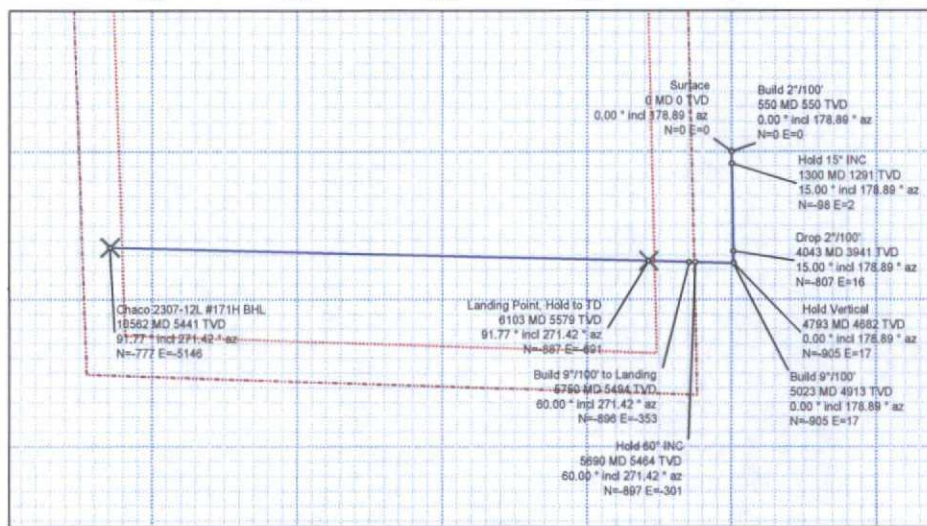 Surface
0 MD 0 TVD
0.00 ° incl 178.89 ° az
N=0 E=0
Build 2°/100'
550 MD 550 TVD
0.00 ° incl 178.89 ° az
N=0 E=0
Hold 15° INC
1300 MD 1291 TVD
15.00 ° incl 178.89 ° az
N=-98 E=2
Drop 2°/100'
4043 MD 3941 TVD
15.00 ° incl 178.89 ° az
N=-807 E=16
Hold Vertical
4793 MD 4682 TVD
0.00 ° incl 178.89 ° az
N=-905 E=17
Build 9°/100'
5023 MD 4913 TVD
0.00 ° incl 178.89 ° az
N=-905 E=17
Chaco 2307-12L #171H BHL
10562 MD 5441 TVD
91.77 ° incl 271.42 ° az
N=-777 E=-5146
Landing Point, Hold to TD
6103 MD 5579 TVD
91.77 ° incl 271.42 ° az
N=-887 E=-691
Build 9°/100' to Landing
5750 MD 5494 TVD
60.00 ° incl 271.42 ° az
N=-896 E=-353
Hold 60° INC
5690 MD 5464 TVD
60.00 ° incl 271.42 ° az
N=-897 E=-301